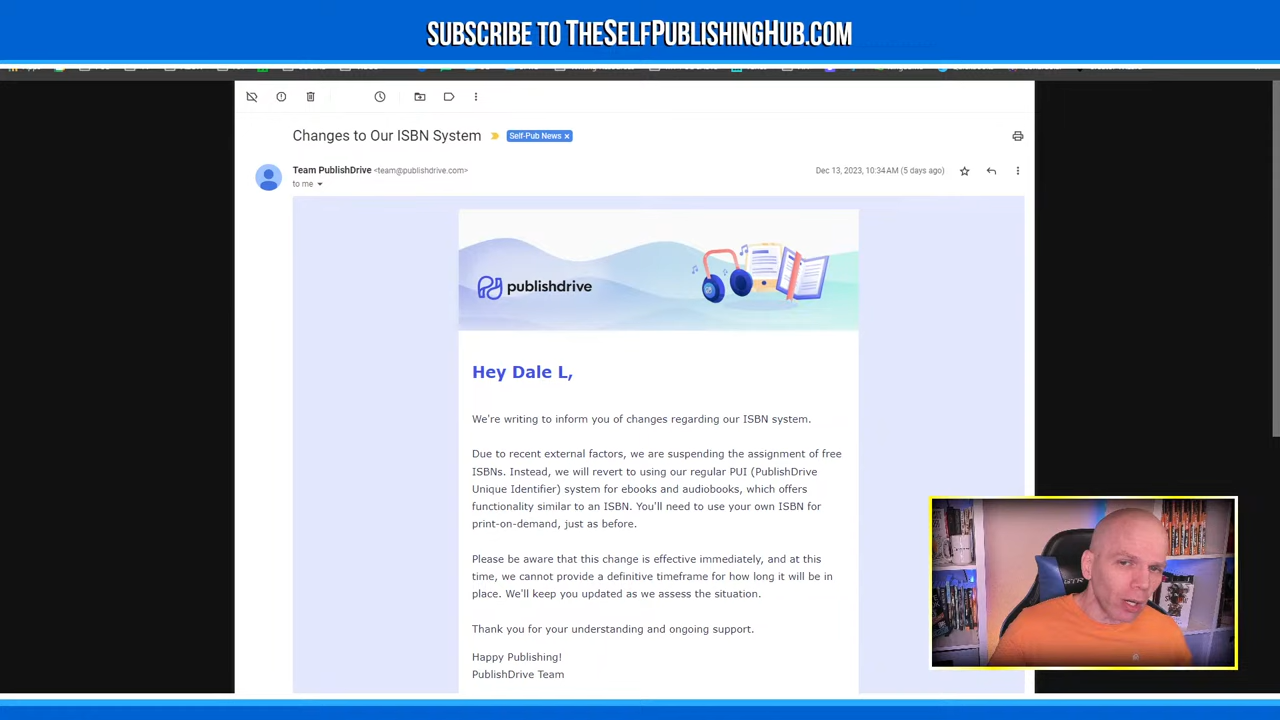 SUBSCRIBE TO THESELFPUBLISHINGHUB.COM
Changes to Our ISBN System
Self-Pub News ×
Team PublishDrive <team@publishdrive.com>
Dec 13, 2023, 10:34 AM (5 days ago)
to me
publishdrive
Hey Dale L,
We're writing to inform you of changes regarding our ISBN system.
Due to recent external factors, we are suspending the assignment of free
ISBNs. Instead, we will revert to using our regular PUI (PublishDrive
Unique Identifier) system for ebooks and audiobooks, which offers
functionality similar to an ISBN. You'll need to use your own ISBN for
print-on-demand, just as before.
Please be aware that this change is effective immediately, and at this
time, we cannot provide a definitive timeframe for how long it will be in
place. We'll keep you updated as we assess the situation.
Thank you for your understanding and ongoing support.
Happy Publishing!
PublishDrive Team